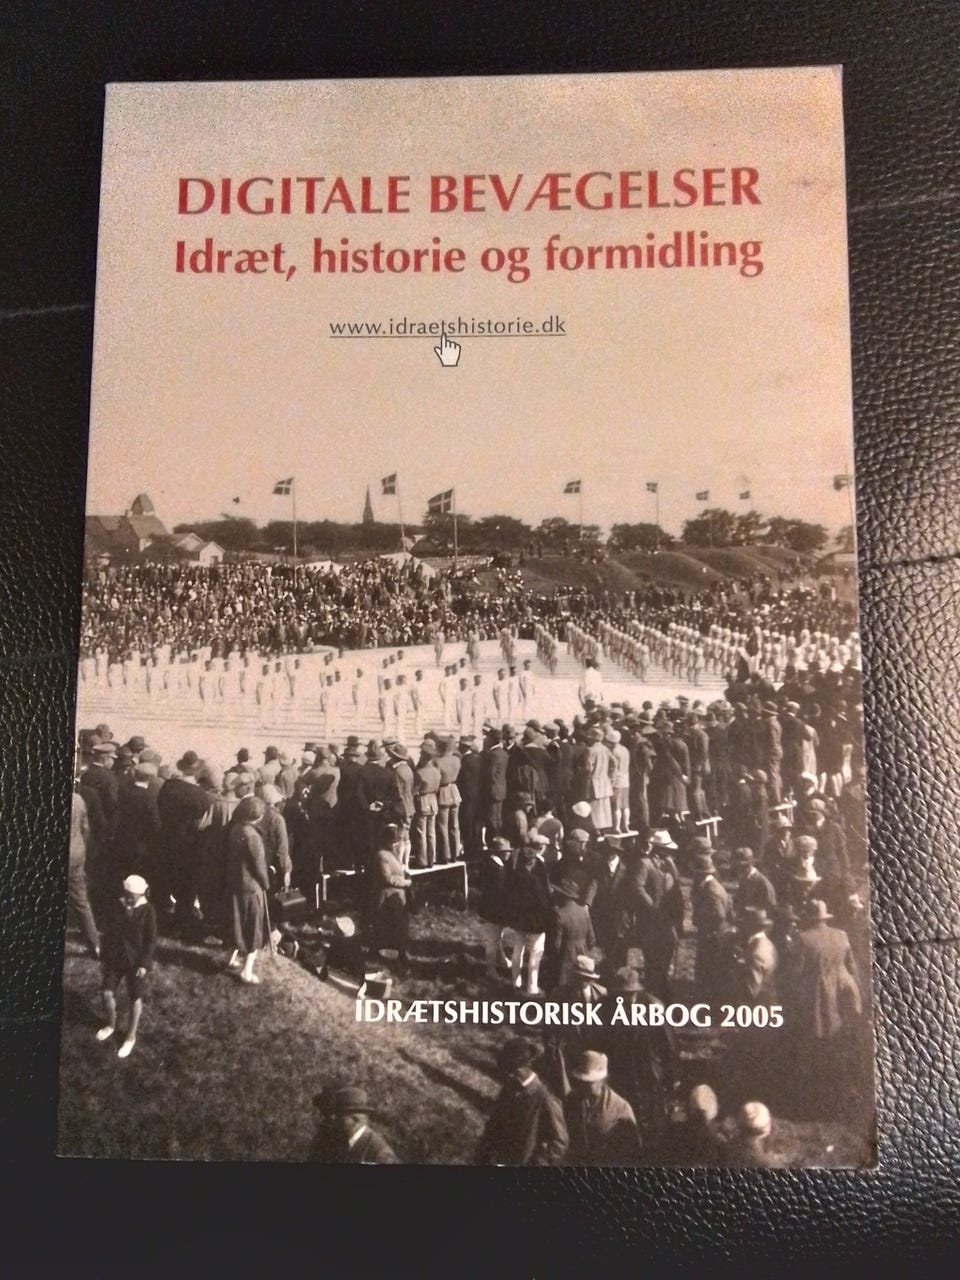 DIGITALE BEVÆGELSER
Idræt, historie og formidling
www.idraetshistorie.dk
IDRÆTSHISTORISK ÅRBOG 2005